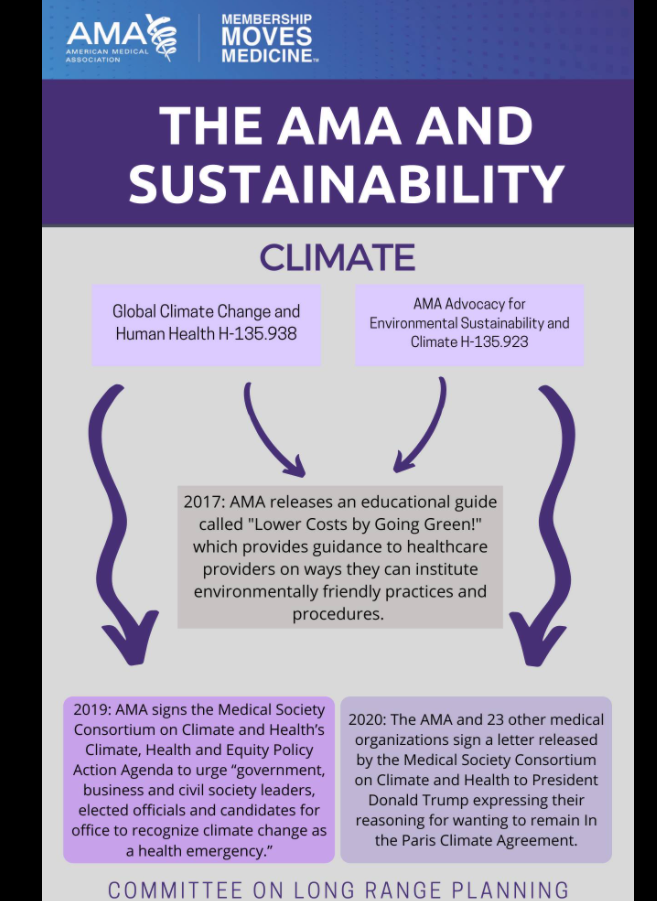 AMA
AMERICAN MEDICAL
ASSOCIATION
MEMBERSHIP
MOVES
MEDICINE™
THE AMA AND
SUSTAINABILITY
CLIMATE
Global Climate Change and
Human Health H-135.938
AMA Advocacy for
Environmental Sustainability and
Climate H-135.923
2017: AMA releases an educational guide
called "Lower Costs by Going Green!"
which provides guidance to healthcare
providers on ways they can institute
environmentally friendly practices and
procedures.
2019: AMA signs the Medical Society
Consortium on Climate and Health’s
Climate, Health and Equity Policy
Action Agenda to urge “government,
business and civil society leaders,
elected officials and candidates for
office to recognize climate change as
a health emergency.”
2020: The AMA and 23 other medical
organizations sign a letter released
by the Medical Society Consortium
on Climate and Health to President
Donald Trump expressing their
reasoning for wanting to remain In
the Paris Climate Agreement.
COMMITTEE ON LONG RANGE PLANNING